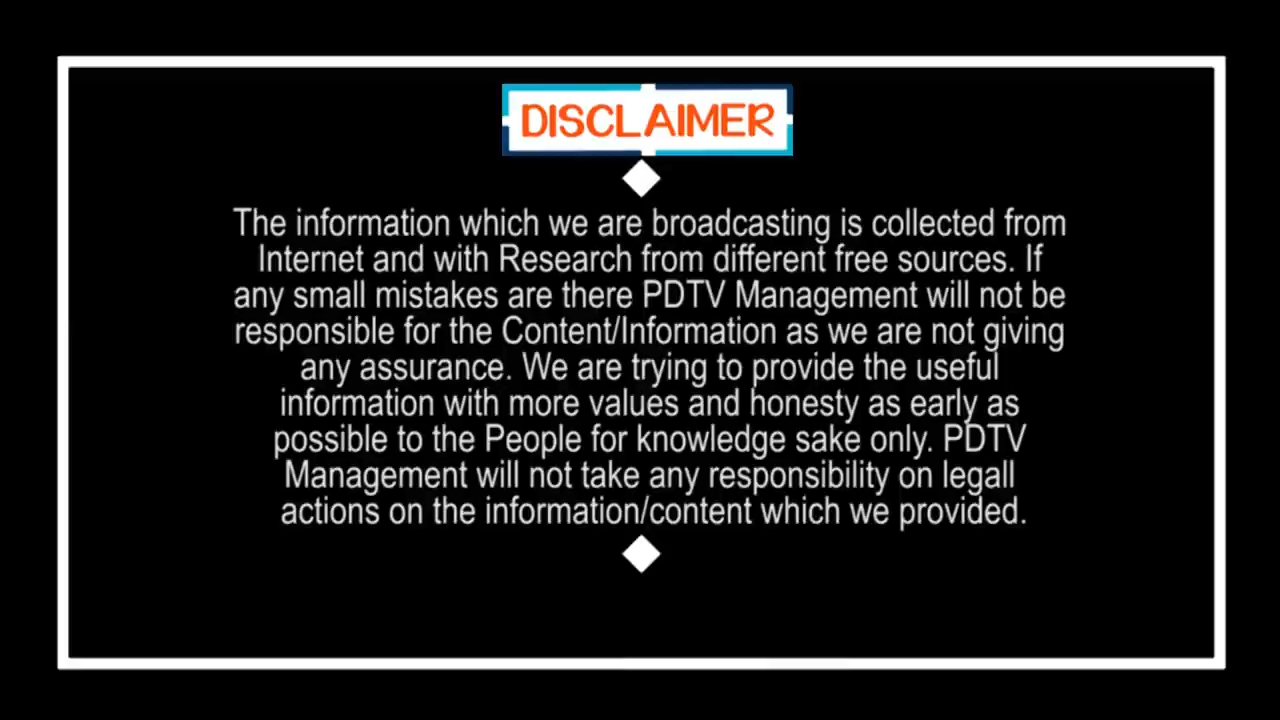 DISCLAIMER
The information which we are broadcasting is collected from
Internet and with Research from different free sources. If
any small mistakes are there PDTV Management will not be
responsible for the Content/Information as we are not giving
any assurance. We are trying to provide the useful
information with more values and honesty as early as
possible to the People for knowledge sake only. PDTV
Management will not take any responsibility on legall
actions on the information/content which we provided.